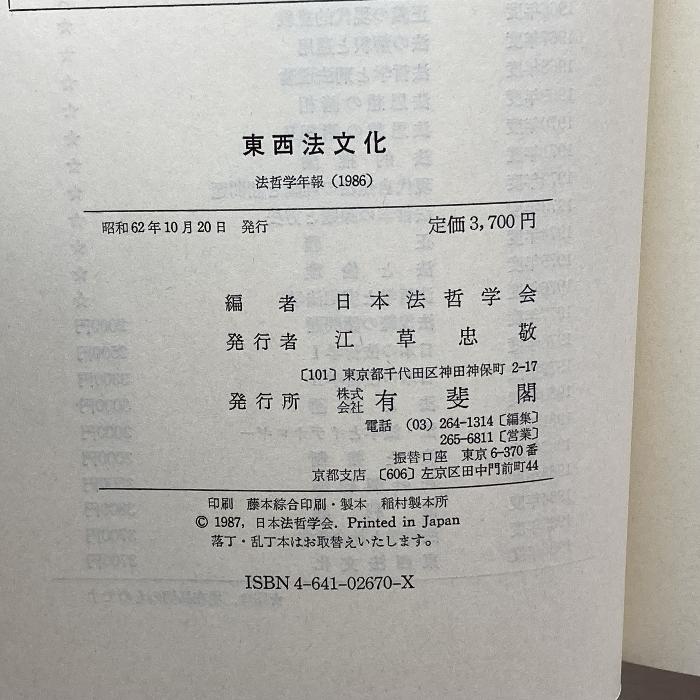 東西法文化
法哲学年報（1986）
昭和62年10月20日　発行　定価3,700円
編者　日本法哲学会
発行者　江草忠敬
〔101〕東京都千代田区神田神保町 2-17
発行所　株式会社　有斐閣
電話　（03）264-1314〔編集〕
265-6811〔営業〕
振替口座　東京6-370番
京都支店　〔606〕左京区田中門前町44
印刷　藤本綜合印刷・製本　稲村製本所
© 1987, 日本法哲学会. Printed in Japan
落丁・乱丁本はお取替えいたします。
ISBN 4-641-02670-X